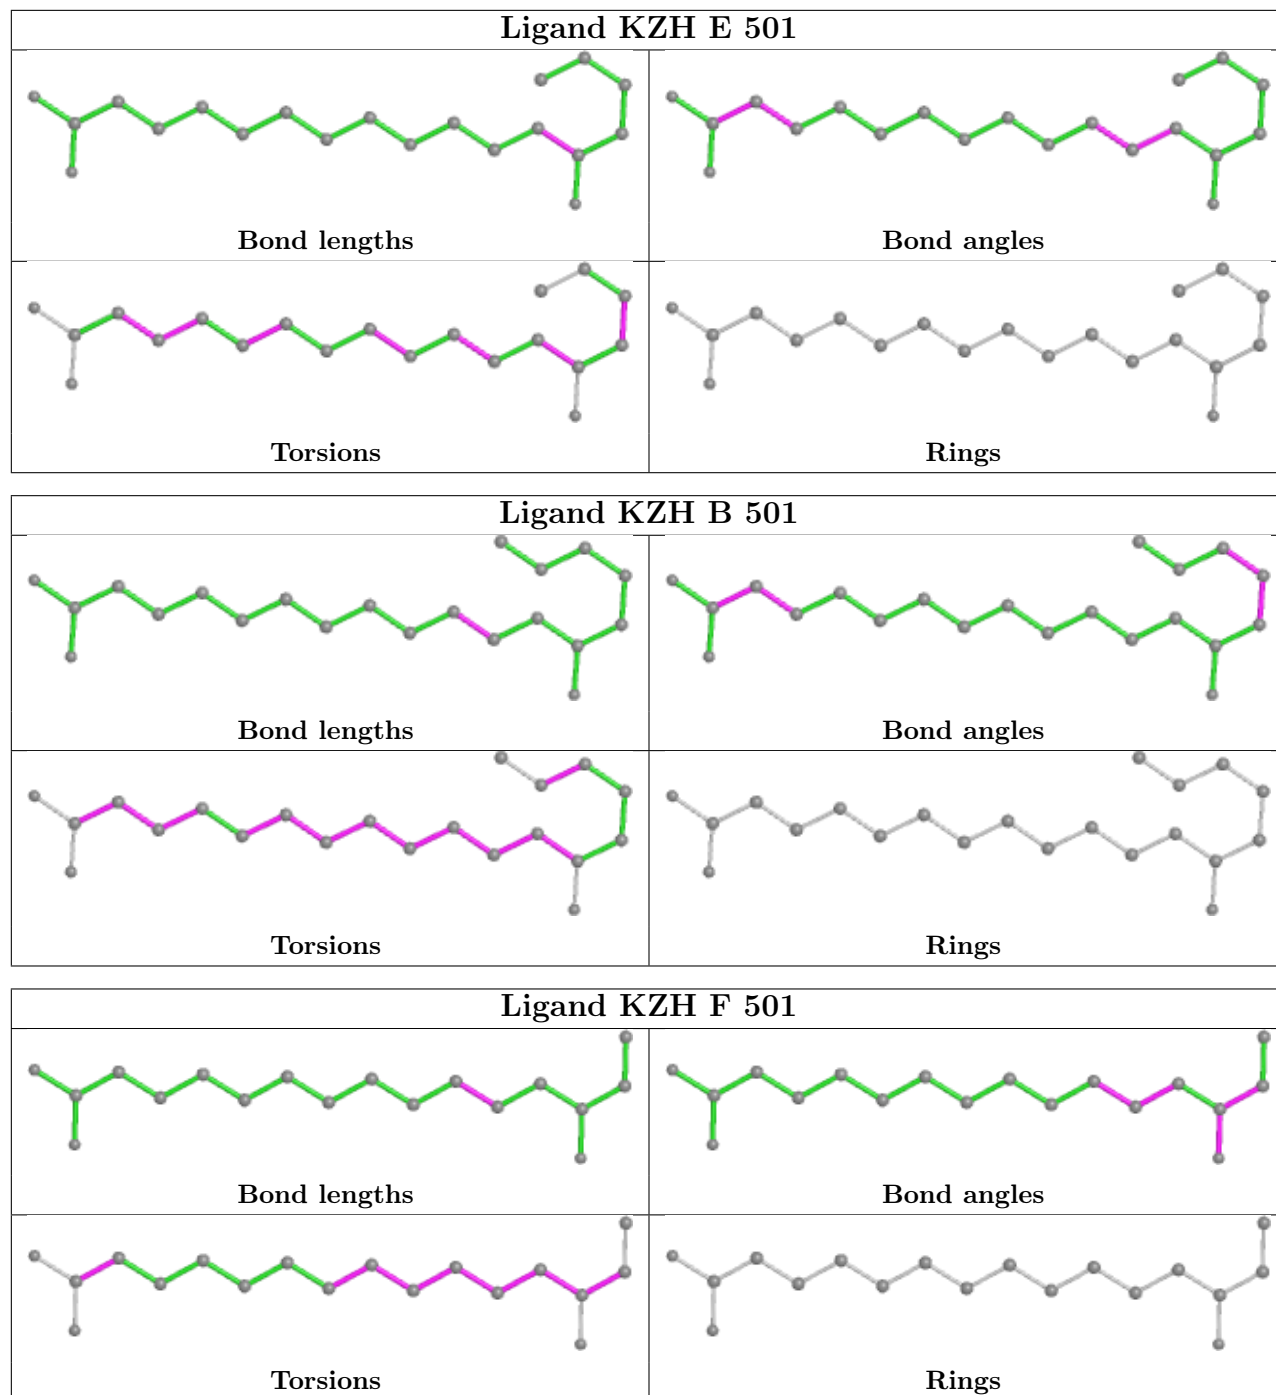 Ligand KZH E 501
Bond lengths
Bond angles
Torsions
Rings
Ligand KZH B 501
Bond lengths
Bond angles
Torsions
Rings
Ligand KZH F 501
Bond lengths
Bond angles
Torsions
Rings